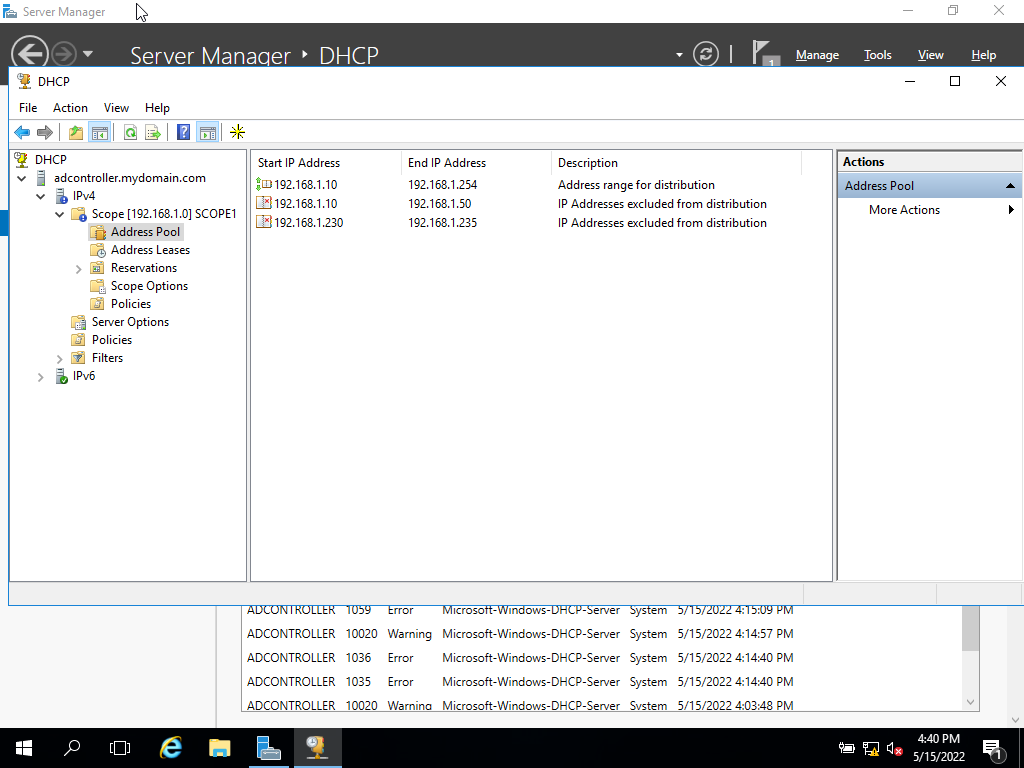 Server Manager
Server Manager • DHCP
1
Manage
Tools
View
Help
DHCP
File Action View Help
DHCP
adcontroller.mydomain.com
IPv4
Scope [192.168.1.0] SCOPE1
Address Pool
Address Leases
Reservations
Scope Options
Policies
Server Options
Policies
Filters
IPv6
Start IP Address End IP Address Description
192.168.1.10 192.168.1.254 Address range for distribution
192.168.1.10 192.168.1.50 IP Addresses excluded from distribution
192.168.1.230 192.168.1.235 IP Addresses excluded from distribution
Actions
Address Pool
More Actions
ADCONTROLLER 1059 Error Microsoft-Windows-DHCP-Server System 5/15/2022 4:15:09 PM
ADCONTROLLER 10020 Warning Microsoft-Windows-DHCP-Server System 5/15/2022 4:14:57 PM
ADCONTROLLER 1036 Error Microsoft-Windows-DHCP-Server System 5/15/2022 4:14:40 PM
ADCONTROLLER 1035 Error Microsoft-Windows-DHCP-Server System 5/15/2022 4:14:40 PM
ADCONTROLLER 10020 Warning Microsoft-Windows-DHCP-Server System 5/15/2022 4:03:48 PM
4:40 PM
5/15/2022
1